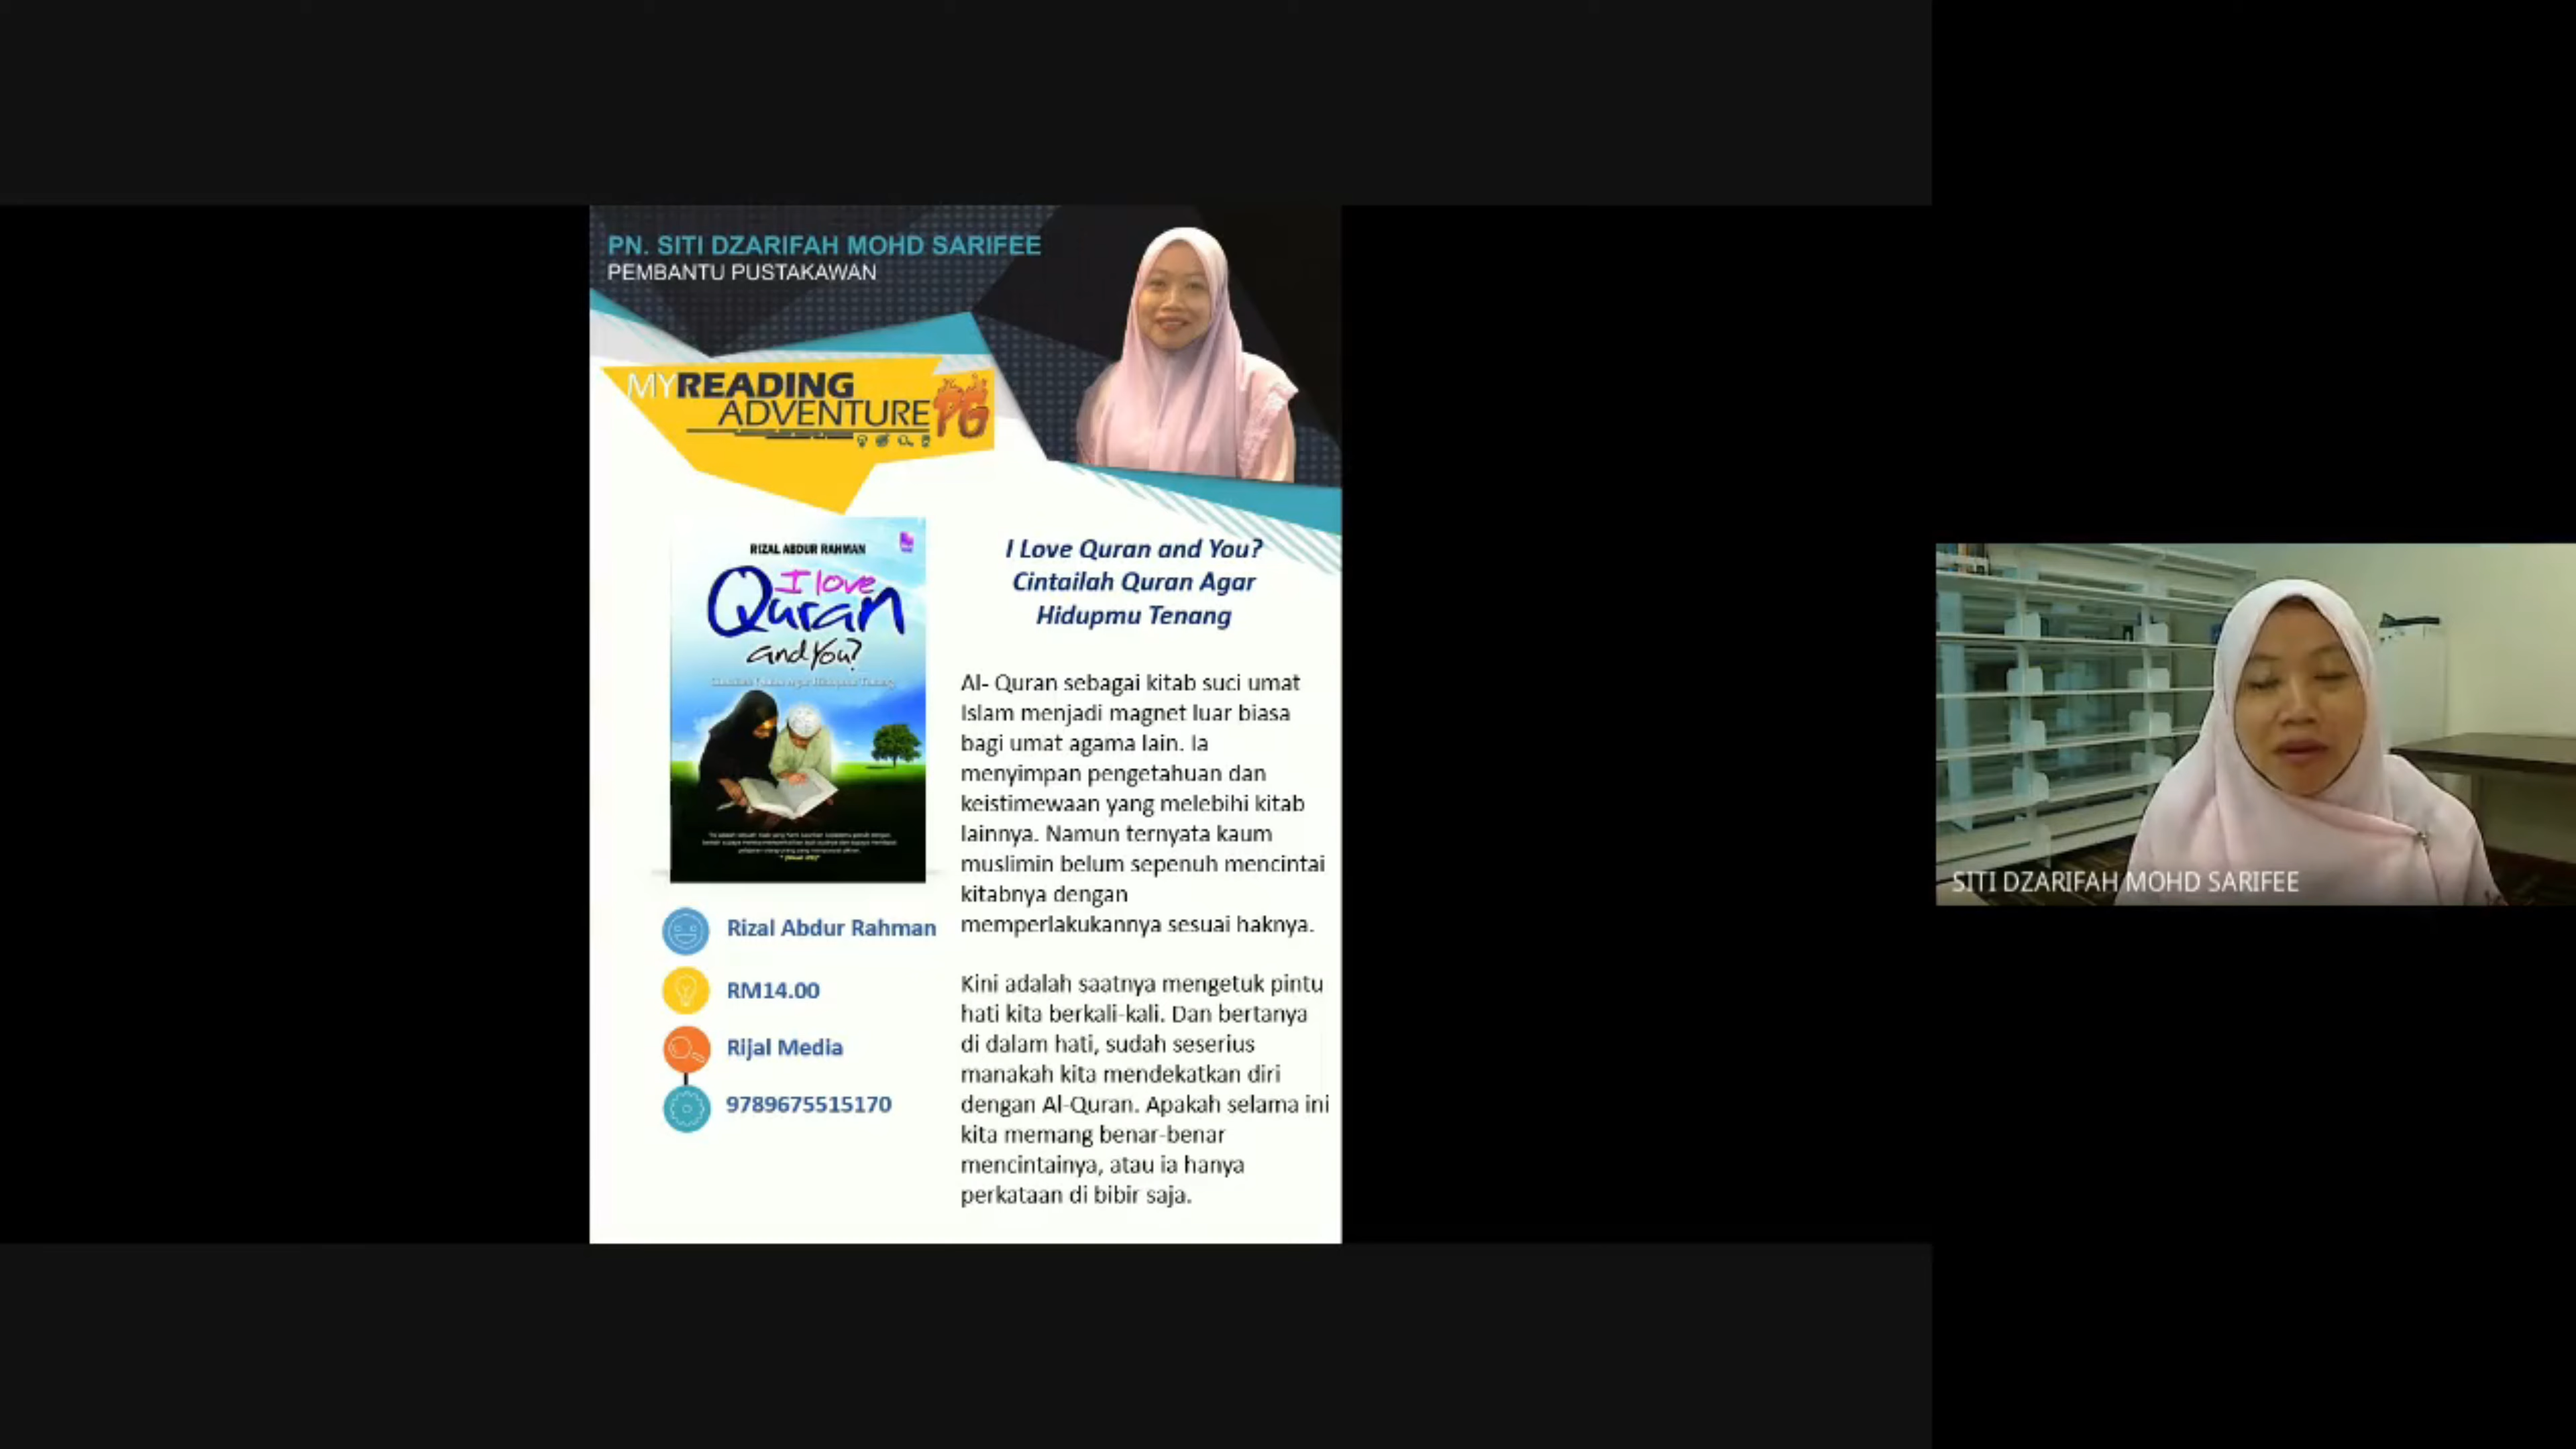 PN. SITI DZARIFAH MOHD SARIFEE
PEMBANTU PUSTAKAWAN
MYREADING
ADVENTURE
PG
RIZAL ABDUR RAHMAN
I love
Quran
and You?
I Love Quran and You?
Cintailah Quran Agar
Hidupmu Tenang
Al- Quran sebagai kitab suci umat
Islam menjadi magnet luar biasa
bagi umat agama lain. Ia
menyimpan pengetahuan dan
keistimewaan yang melebihi kitab
lainnya. Namun ternyata kaum
muslimin belum sepenuh mencintai
kitabnya dengan
memperlakukannya sesuai haknya.
Kini adalah saatnya mengetuk pintu
hati kita berkali-kali. Dan bertanya
di dalam hati, sudah seserius
manakah kita mendekatkan diri
dengan Al-Quran. Apakah selama ini
kita memang benar-benar
mencintainya, atau ia hanya
perkataan di bibir saja.
Rizal Abdur Rahman
RM14.00
Rijal Media
9789675515170
SITI DZARIFAH MOHD SARIFEE